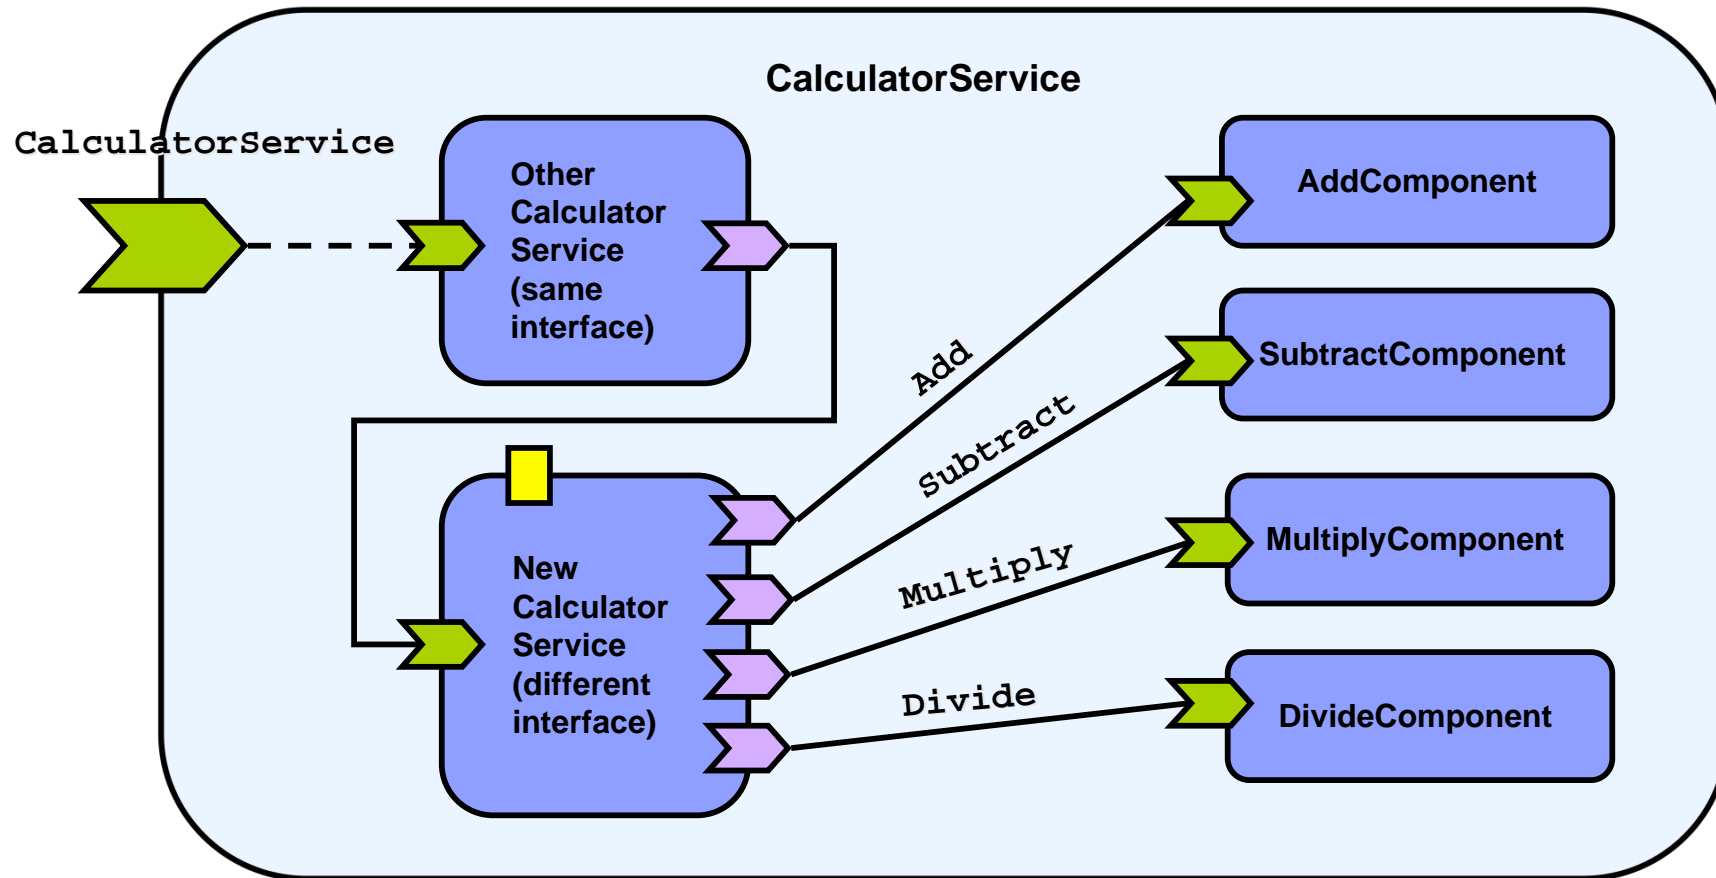 CalculatorService
CalculatorService
Other
Calculator
Service
(same
interface)
AddComponent
Add
SubtractComponent
Subtract
New
Calculator
Service
(different
interface)
Multiply
MultiplyComponent
Divide
DivideComponent